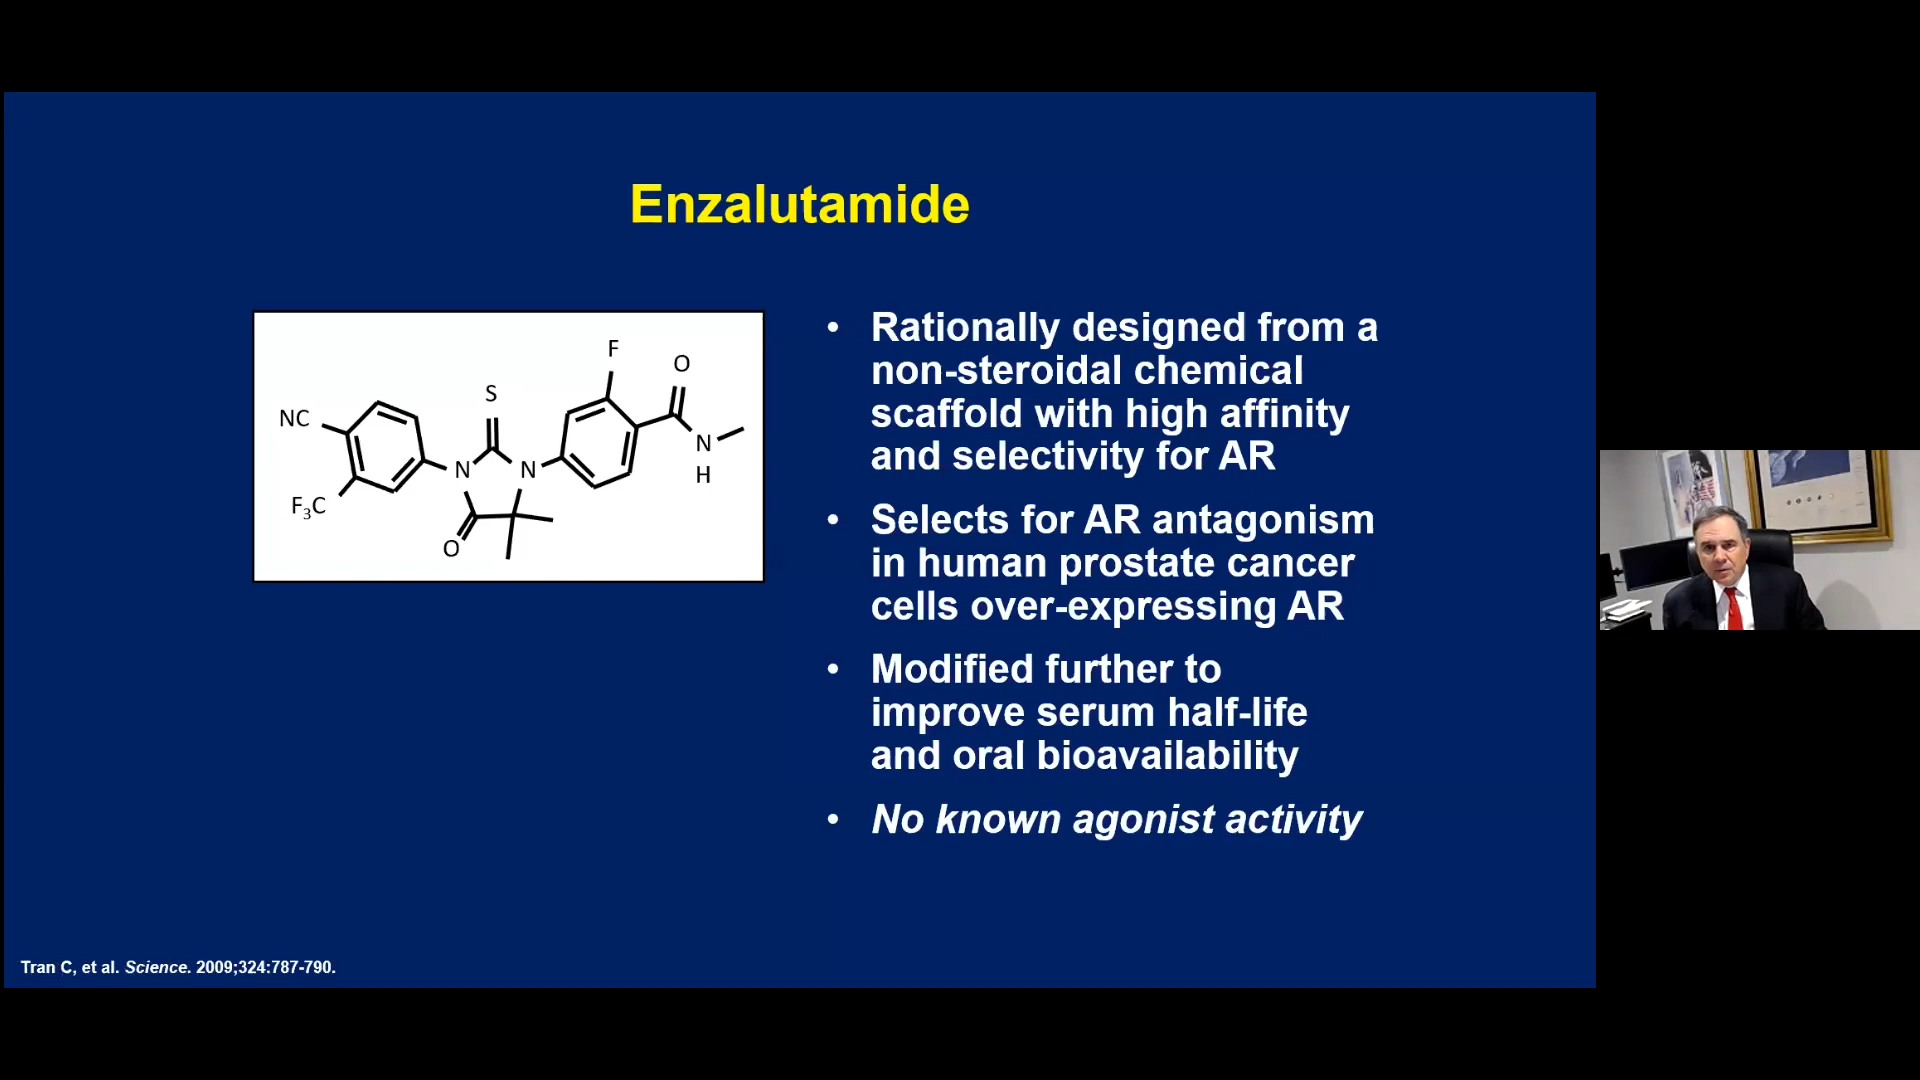 Enzalutamide
F
O
S
NC
N
N
N
H
F₃C
O
• Rationally designed from a
non-steroidal chemical
scaffold with high affinity
and selectivity for AR
• Selects for AR antagonism
in human prostate cancer
cells over-expressing AR
• Modified further to
improve serum half-life
and oral bioavailability
• No known agonist activity
Tran C, et al. Science. 2009;324:787-790.